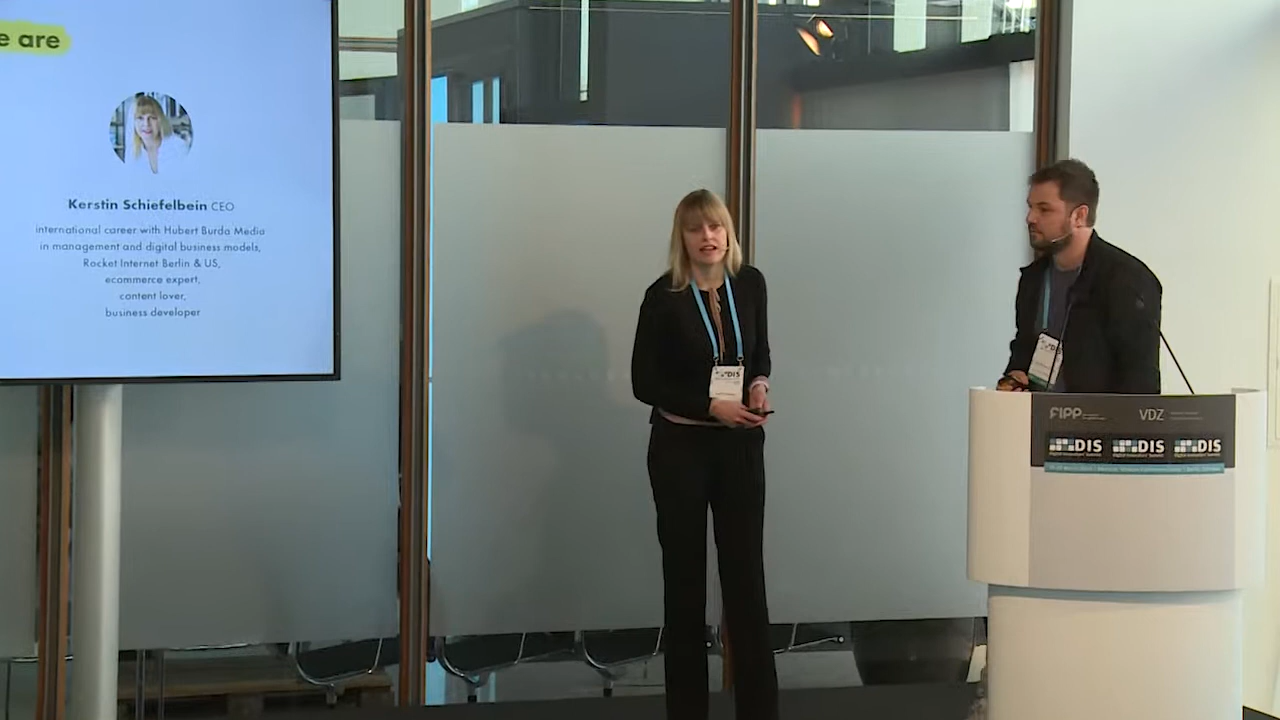 e are
Kerstin Schiefelbein CEO
international career with Hubert Burda Media
in management and digital business models,
Rocket Internet Berlin & US,
ecommerce expert,
content lover,
business developer
DIS
DIS
FIPP
VDZ
DIS
DIS
DIS